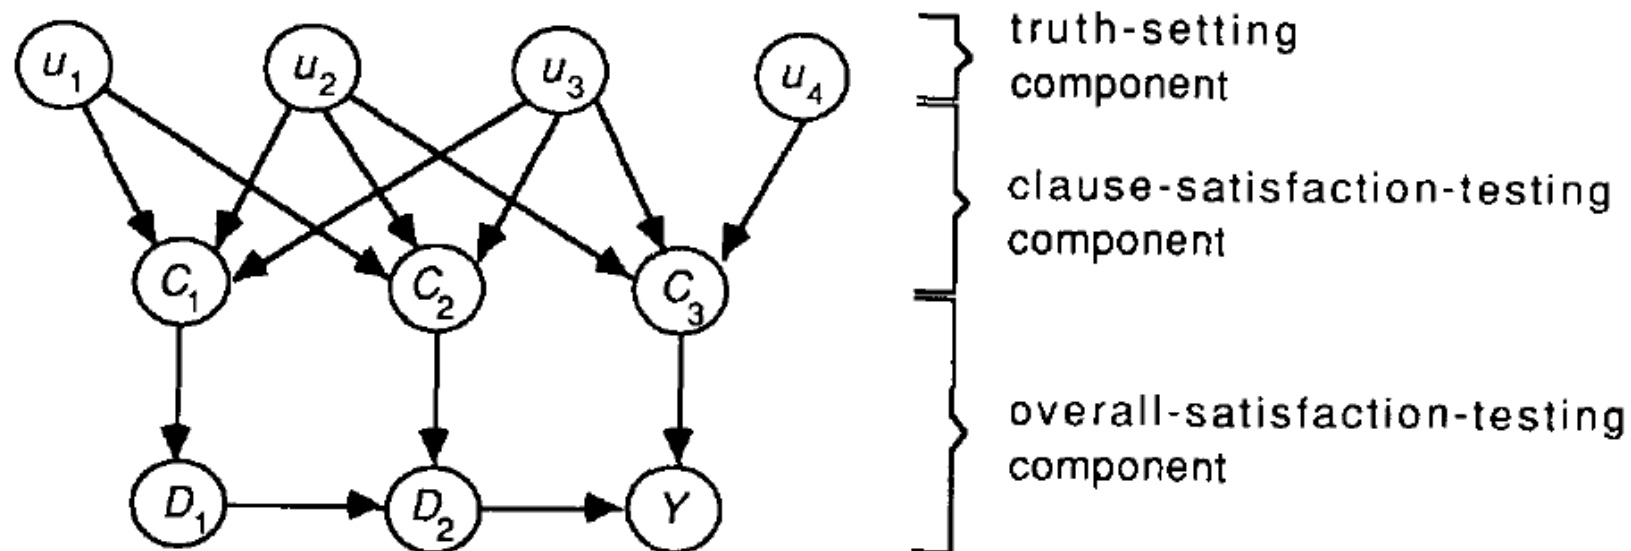 u1 u2 u3 u4
truth-setting
component
C1 C2 C3
clause-satisfaction-testing
component
D1 D2 Y
overall-satisfaction-testing
component